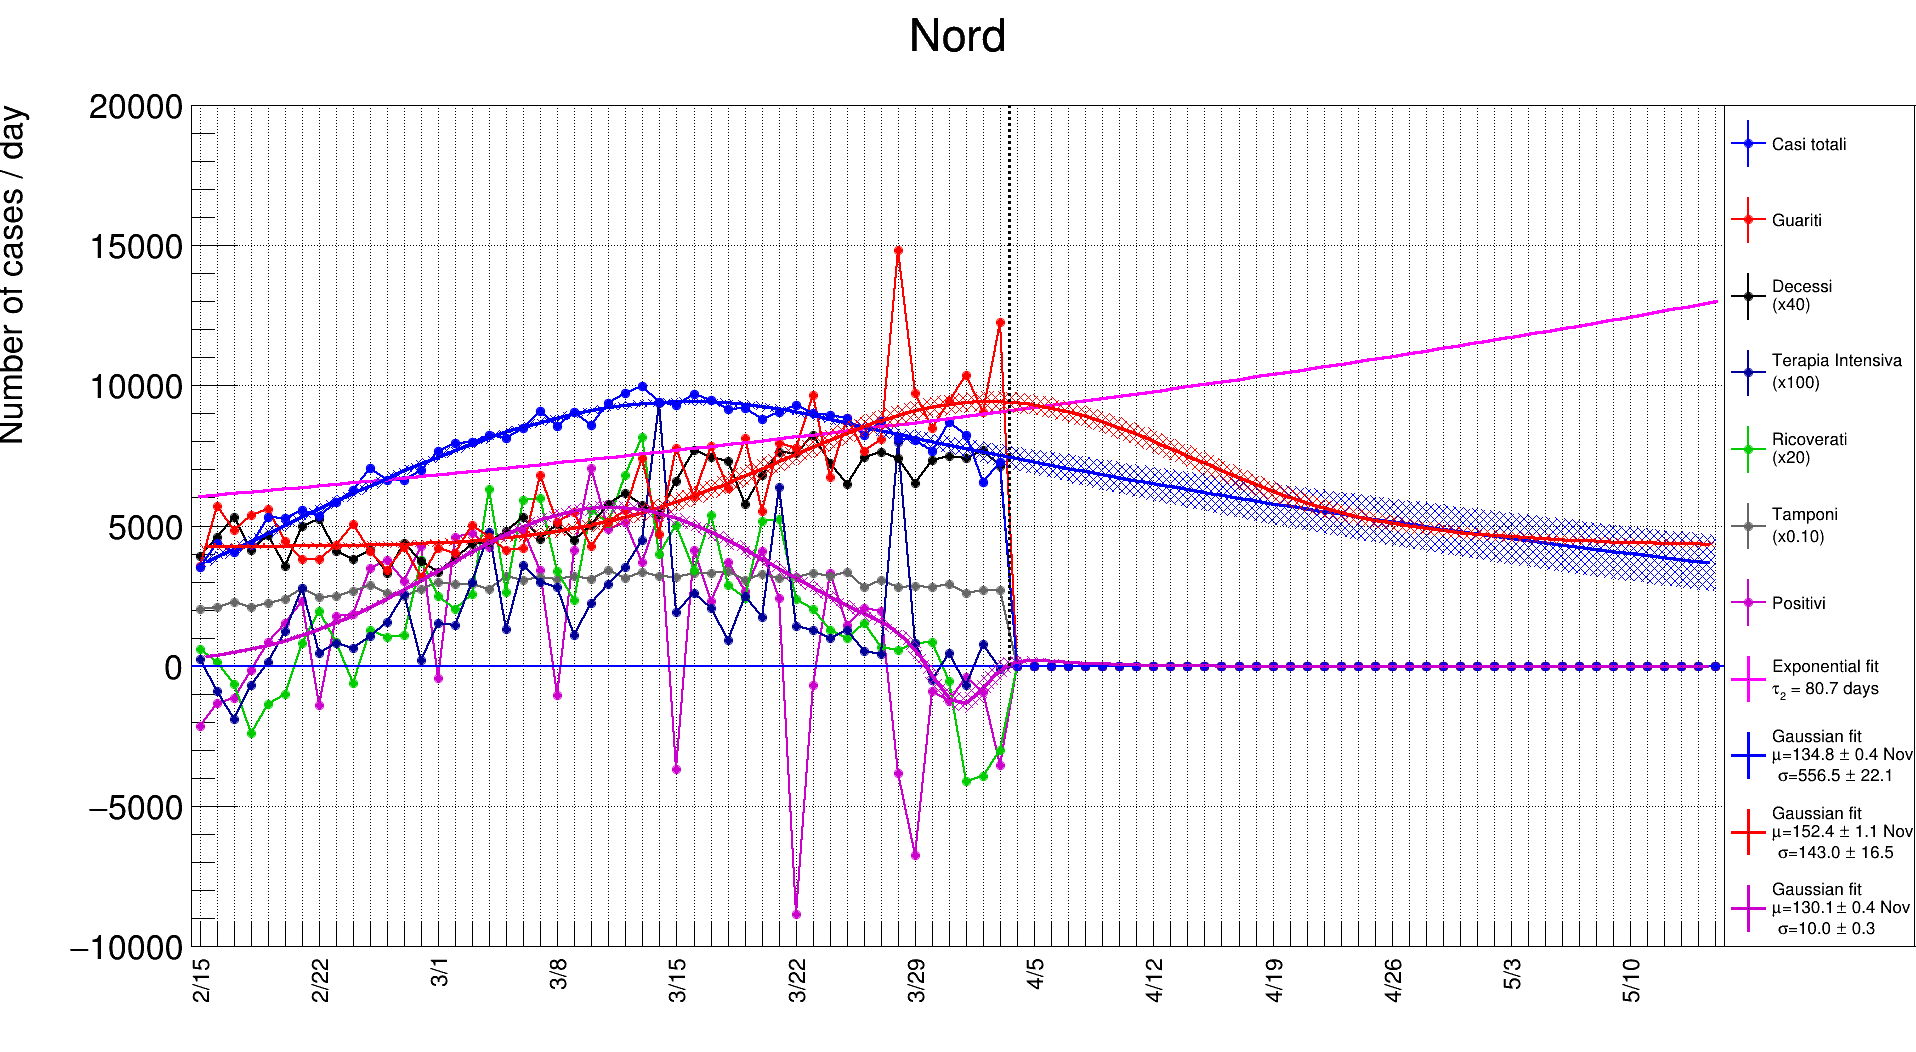 Nord
Number of cases / day
20000
15000
10000
5000
0
−5000
−10000
2/15
2/22
3/1
3/8
3/15
3/22
3/29
4/5
4/12
4/19
4/26
5/3
5/10
Casi totali
Guariti
Decessi
(x40)
Terapia Intensiva
(x100)
Ricoverati
(x20)
Tamponi
(x0.10)
Positivi
Exponential fit
τ2 = 80.7 days
Gaussian fit
μ=134.8 ± 0.4 Nov
σ=556.5 ± 22.1
Gaussian fit
μ=152.4 ± 1.1 Nov
σ=143.0 ± 16.5
Gaussian fit
μ=130.1 ± 0.4 Nov
σ=10.0 ± 0.3